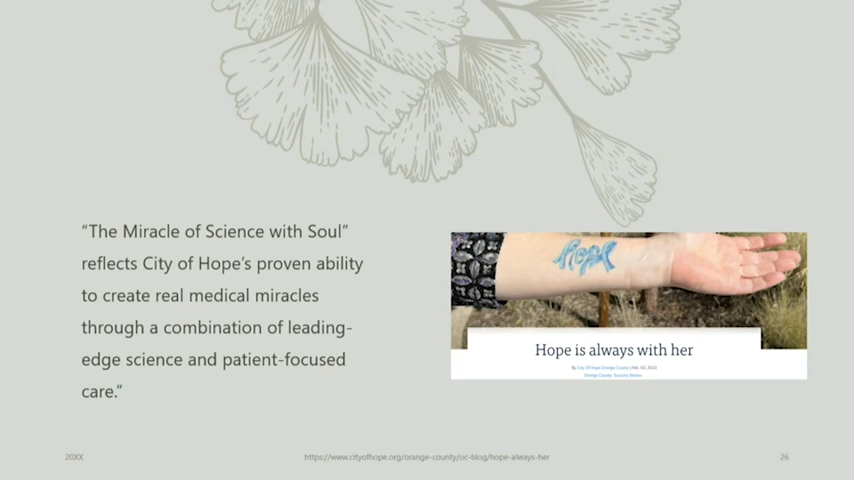 “The Miracle of Science with Soul”
reflects City of Hope’s proven ability
to create real medical miracles
through a combination of leading-
edge science and patient-focused
care.”
hope
Hope is always with her
By City Of Hope Orange County | Feb. 02, 2023
Orange County Survivor Stories
20XX
https://www.cityofhope.org/orange-county/oc-blog/hope-always-her
26